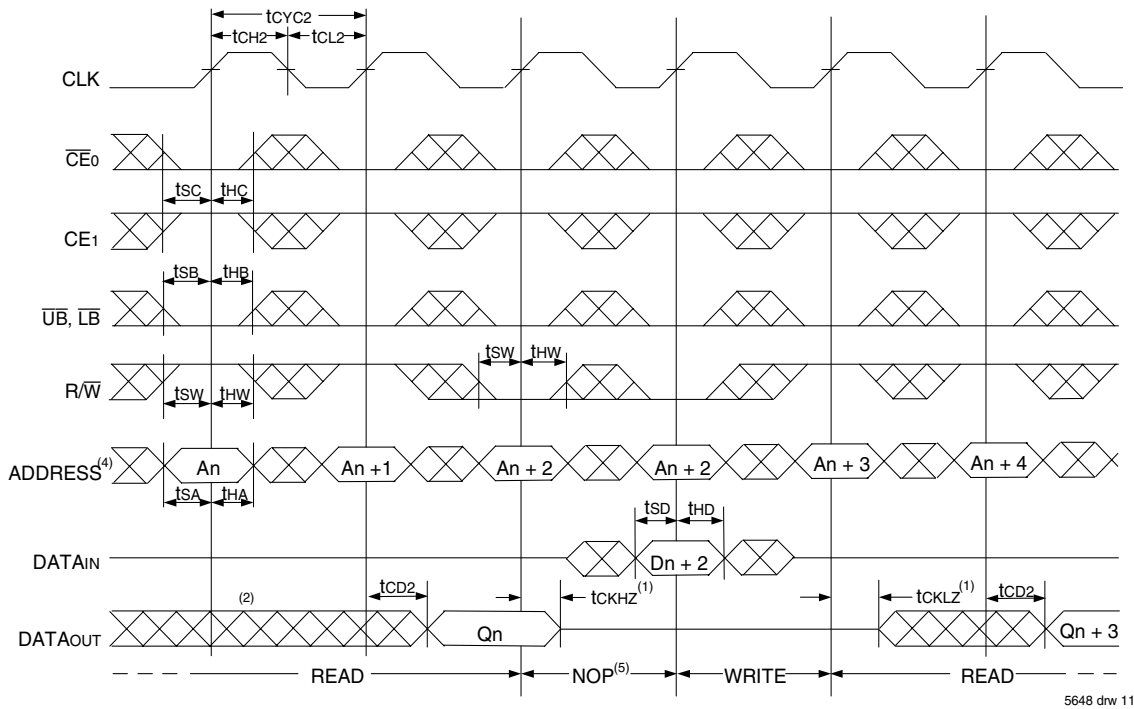 tCYC2
tCH2 tCL2
CLK
CE0
tSC tHC
CE1
tSB tHB
UB, LB
tSW tHW
R/W
tSW tHW
ADDRESS(4) An An +1 An + 2 An + 2 An + 3 An + 4
tSA tHA
tSD tHD
DATAIN Dn + 2
tCD2 tCKHZ(1) tCKLZ(1) tCD2
(2)
DATAOUT Qn Qn + 3
READ NOP(5) WRITE READ
5648 drw 11